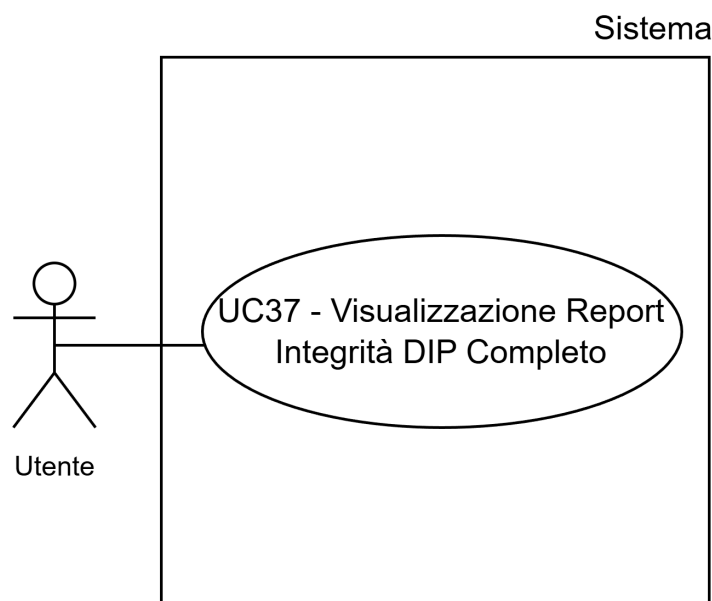 Sistema
UC37 - Visualizzazione Report
Integrità DIP Completo
Utente